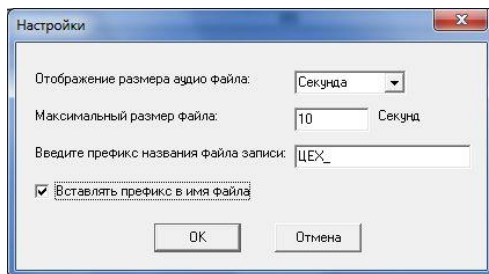 Настройки
Отображение размера аудио файла: Секунда
Максимальный размер файла: 10 Секунд
Введите префикс названия файла записи: ЦЕХ_
Вставлять префикс в имя файла
OK Отмена